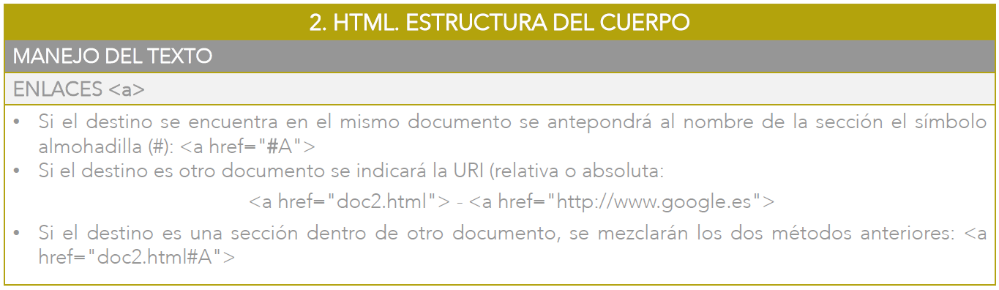 2. HTML. ESTRUCTURA DEL CUERPO
MANEJO DEL TEXTO
ENLACES <a>
• Si el destino se encuentra en el mismo documento se antepondrá al nombre de la sección el símbolo
almohadilla (#): <a href="#A">
• Si el destino es otro documento se indicará la URI (relativa o absoluta:
<a href="doc2.html"> - <a href="http://www.google.es">
• Si el destino es una sección dentro de otro documento, se mezclarán los dos métodos anteriores: <a
href="doc2.html#A">